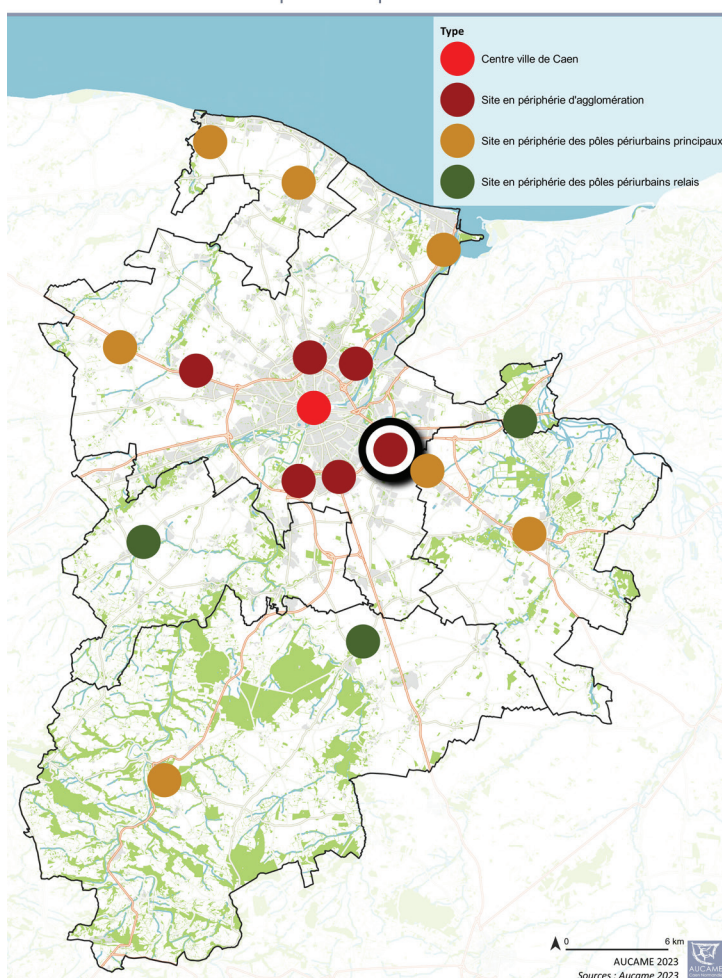 Type
Centre ville de Caen
Site en périphérie d'agglomération
Site en périphérie des pôles périurbains principaux
Site en périphérie des pôles périurbains relais
0 6 km
AUCAME 2023
Sources : Aucame 2023
AUCAME